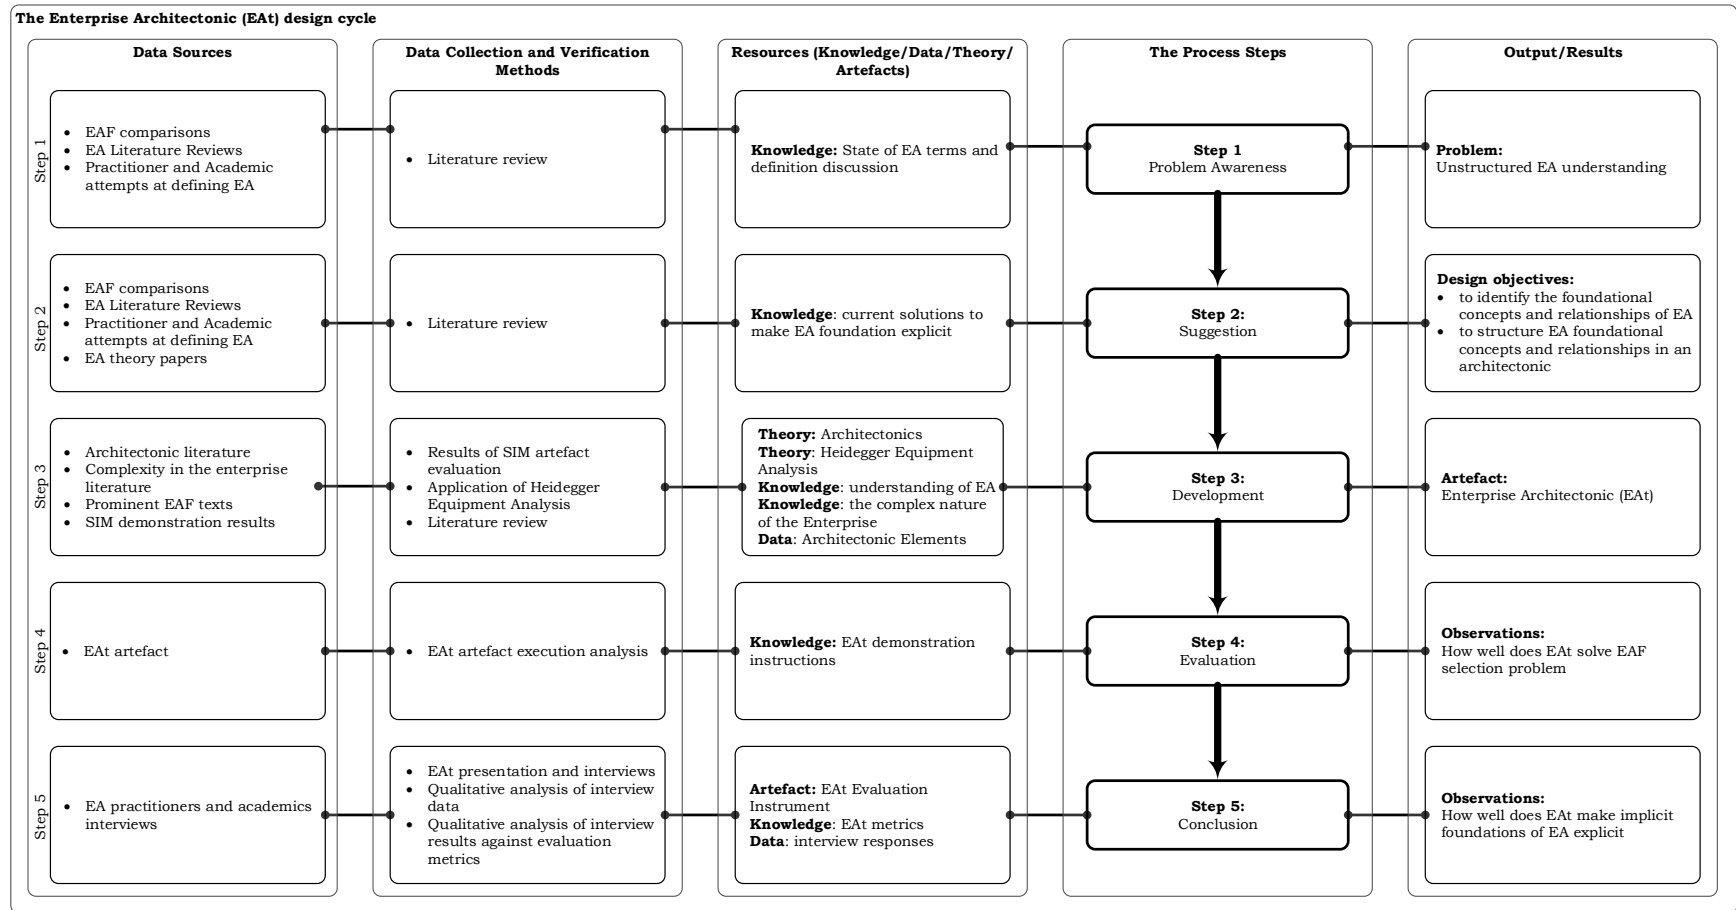 The Enterprise Architectonic (EAt) design cycle
Data Sources
Data Collection and Verification
Methods
Resources (Knowledge/Data/Theory/
Artefacts)
The Process Steps
Output/Results
Step 1
• EAF comparisons
• EA Literature Reviews
• Practitioner and Academic
attempts at defining EA
• Literature review
Knowledge: State of EA terms and
definition discussion
Step 1
Problem Awareness
Problem:
Unstructured EA understanding
Step 2
• EAF comparisons
• EA Literature Reviews
• Practitioner and Academic
attempts at defining EA
• EA theory papers
• Literature review
Knowledge: current solutions to
make EA foundation explicit
Step 2:
Suggestion
Design objectives:
• to identify the foundational
concepts and relationships of EA
• to structure EA foundational
concepts and relationships in an
architectonic
Step 3
• Architectonic literature
• Complexity in the enterprise
literature
• Prominent EAF texts
• SIM demonstration results
• Results of SIM artefact
evaluation
• Application of Heidegger
Equipment Analysis
• Literature review
Theory: Architectonics
Theory: Heidegger Equipment
Analysis
Knowledge: understanding of EA
Knowledge: the complex nature
of the Enterprise
Data: Architectonic Elements
Step 3:
Development
Artefact:
Enterprise Architectonic (EAt)
Step 4
• EAt artefact
• EAt artefact execution analysis
Knowledge: EAt demonstration
instructions
Step 4:
Evaluation
Observations:
How well does EAt solve EAF
selection problem
Step 5
• EA practitioners and academics
interviews
• EAt presentation and interviews
• Qualitative analysis of interview
data
• Qualitative analysis of interview
results against evaluation
metrics
Artefact: EAt Evaluation
Instrument
Knowledge: EAt metrics
Data: interview responses
Step 5:
Conclusion
Observations:
How well does EAt make implicit
foundations of EA explicit